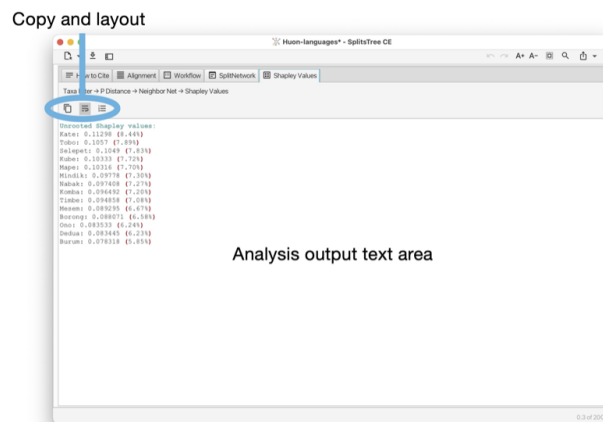 Copy and layout
Huon-languages* - SplitsTree CE
A+ A-
How to Cite Alignment Workflow SplitNetwork Shapley Values
Taxa Filter → P Distance → Neighbor Net → Shapley Values
Unrooted Shapley values:
Kate: 0.11298 (8.44%)
Tobo: 0.1057 (7.89%)
Selepet: 0.1049 (7.83%)
Kube: 0.10333 (7.72%)
Mape: 0.10316 (7.70%)
Mindik: 0.09778 (7.30%)
Nabak: 0.097408 (7.27%)
Komba: 0.096492 (7.20%)
Timbe: 0.094858 (7.08%)
Mesem: 0.089295 (6.67%)
Borong: 0.088071 (6.58%)
Ono: 0.083533 (6.24%)
Dedua: 0.083445 (6.23%)
Burum: 0.078318 (5.85%)
Analysis output text area
0.3 of 200